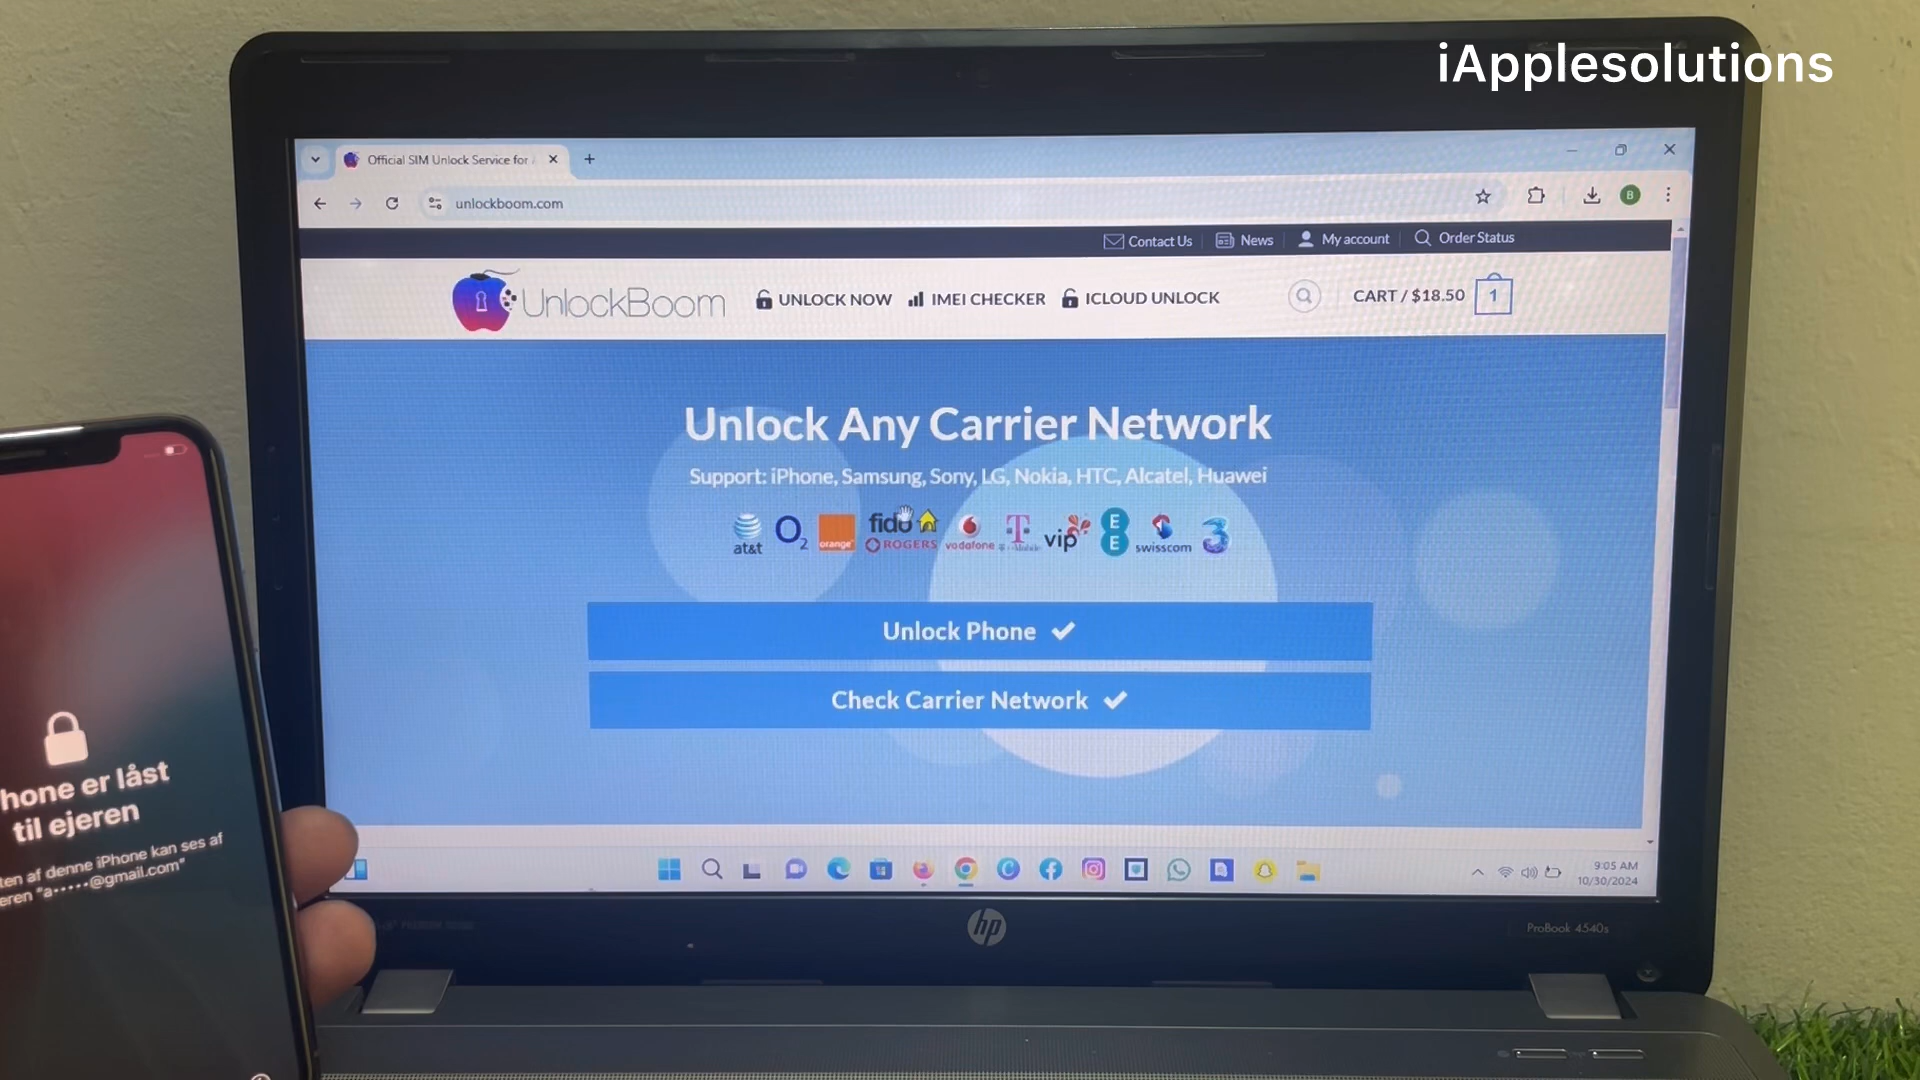 iApplesolutions
Official SIM Unlock Service for
unlockboom.com
B
Contact Us
News
My account
Order Status
UnlockBoom
UNLOCK NOW
IMEI CHECKER
ICLOUD UNLOCK
CART / $18.50
1
Unlock Any Carrier Network
Support: iPhone, Samsung, Sony, LG, Nokia, HTC, Alcatel, Huawei
at&t
O2
orange
fido
ROGERS
vodafone
T
vip
EE
swisscom
3
Unlock Phone
Check Carrier Network
9:05 AM
10/30/2024
hp
ProBook 4540s
hone er låst
til ejeren
ten af denne iPhone kan ses af
eren "a•••••@gmail.com"